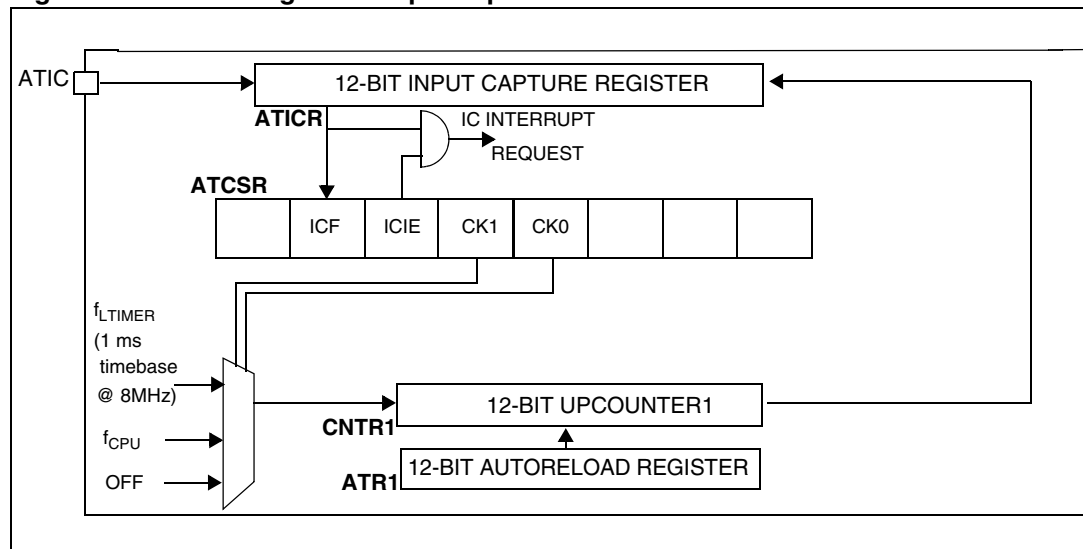 ATIC
12-BIT INPUT CAPTURE REGISTER
ATICR
IC INTERRUPT
REQUEST
ATCSR
ICF ICIE CK1 CK0
fLTIMER
(1 ms
timebase
@ 8MHz)
12-BIT UPCOUNTER1
CNTR1
fCPU
12-BIT AUTORELOAD REGISTER
ATR1
OFF